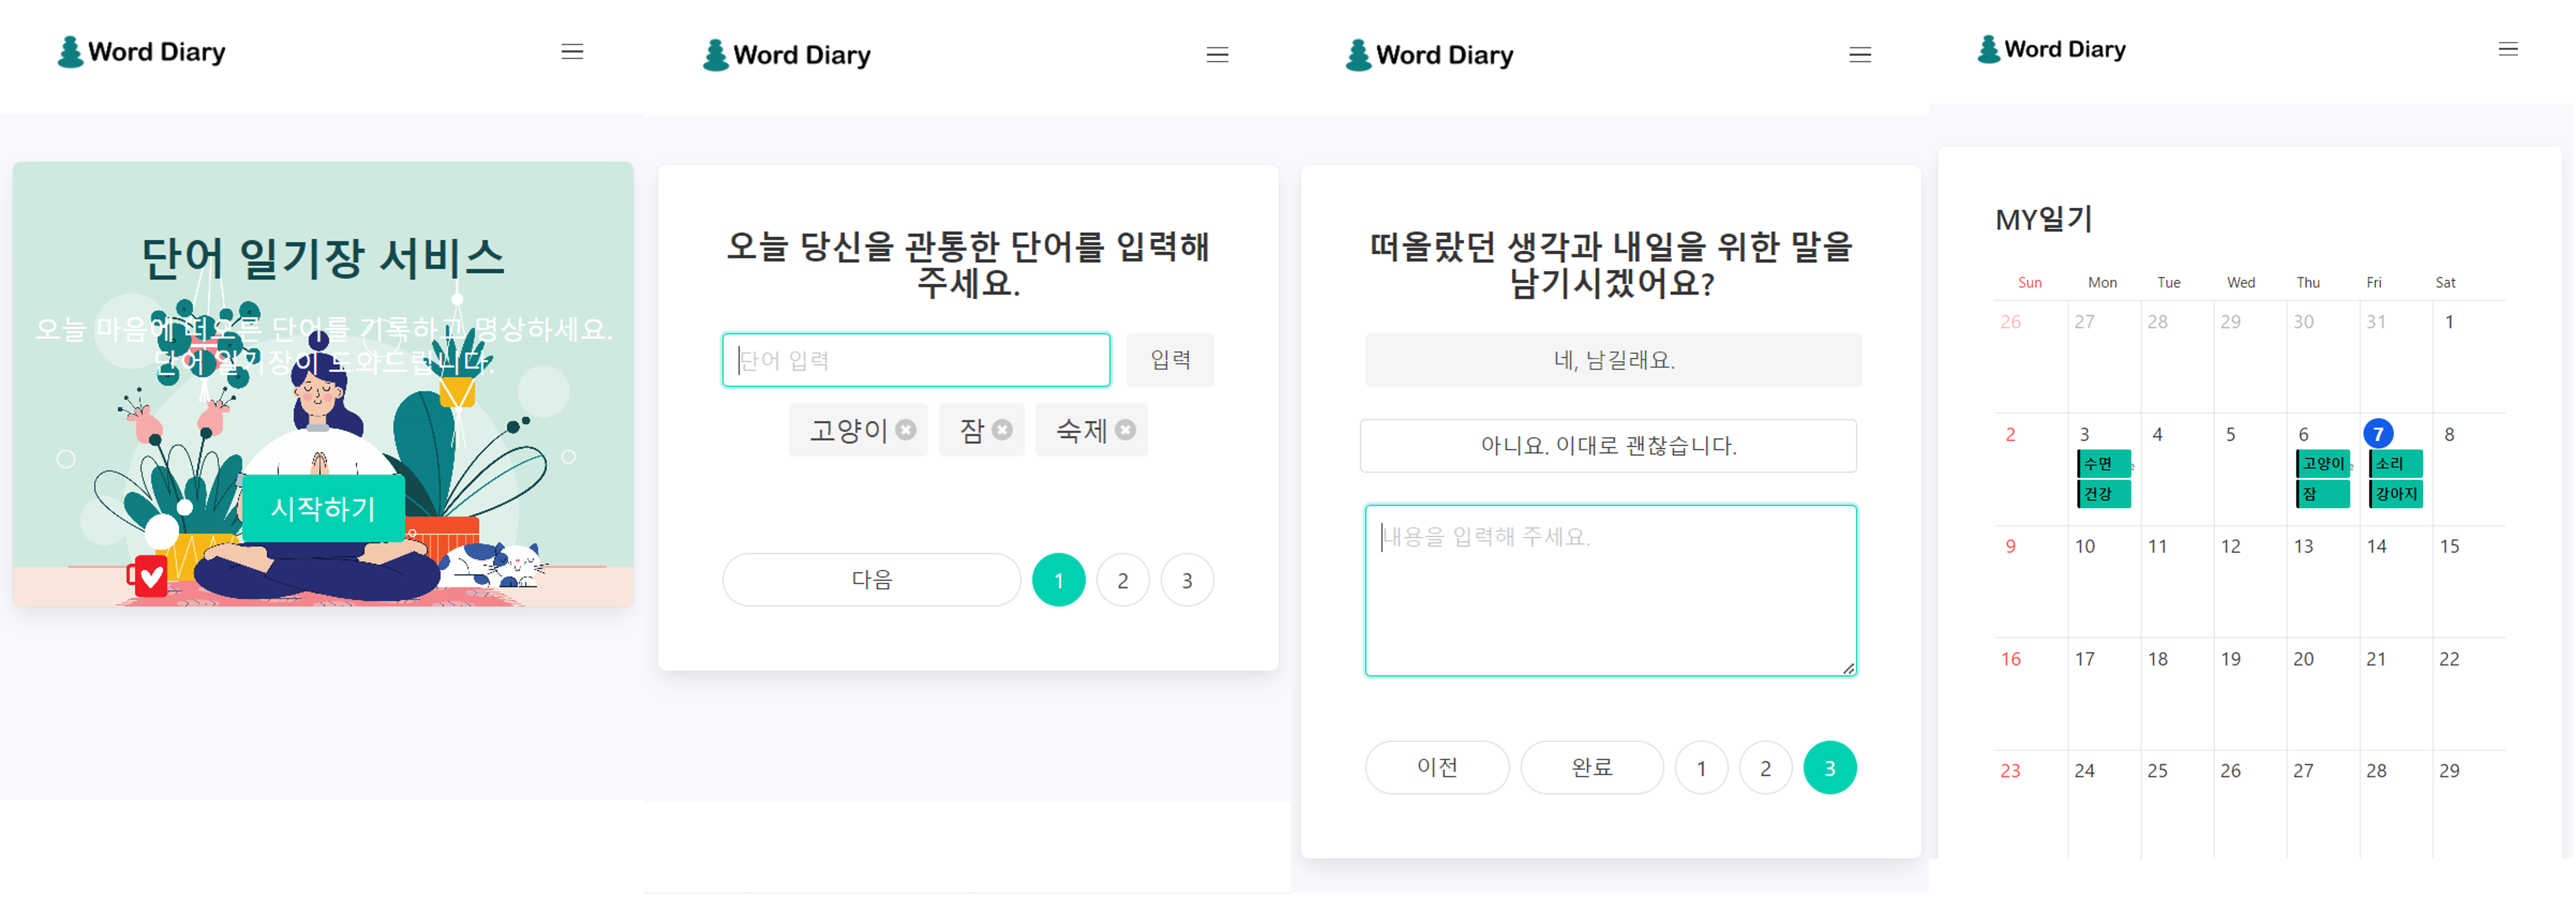 Word Diary
단어 일기장 서비스
오늘 마음에 떠오른 단어를 기록하고 명상하세요.
단어 일기장이 도와드립니다.
시작하기
Word Diary
오늘 당신을 관통한 단어를 입력해
주세요.
단어 입력
입력
고양이 잠 숙제
다음 1 2 3
Word Diary
떠올랐던 생각과 내일을 위한 말을
남기시겠어요?
네, 남길래요.
아니요. 이대로 괜찮습니다.
내용을 입력해 주세요.
이전 완료 1 2 3
Word Diary
MY일기
Sun Mon Tue Wed Thu Fri Sat
26 27 28 29 30 31 1
2 3 4 5 6 7 8
수면 고양이 소리
건강 잠 강아지
9 10 11 12 13 14 15
16 17 18 19 20 21 22
23 24 25 26 27 28 29